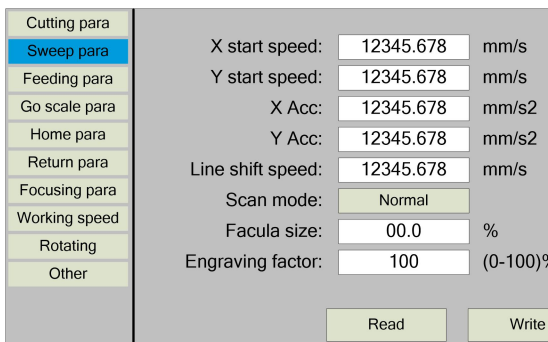 Cutting para
Sweep para
Feeding para
Go scale para
Home para
Return para
Focusing para
Working speed
Rotating
Other
X start speed: 12345.678 mm/s
Y start speed: 12345.678 mm/s
X Acc: 12345.678 mm/s2
Y Acc: 12345.678 mm/s2
Line shift speed: 12345.678 mm/s
Scan mode: Normal
Facula size: 00.0 %
Engraving factor: 100 (0-100)%
Read Write